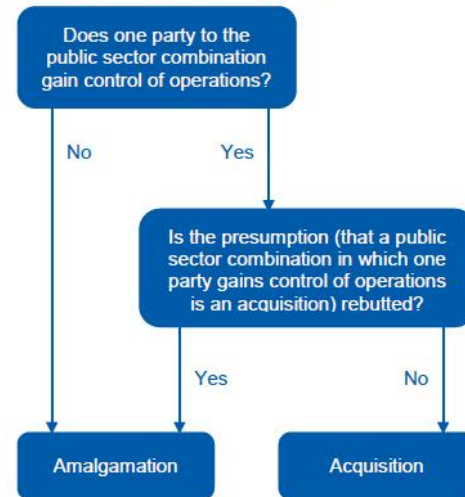 Does one party to the
public sector combination
gain control of operations?
No
Yes
Is the presumption (that a public
sector combination in which one
party gains control of operations
is an acquisition) rebutted?
Yes
No
Amalgamation
Acquisition